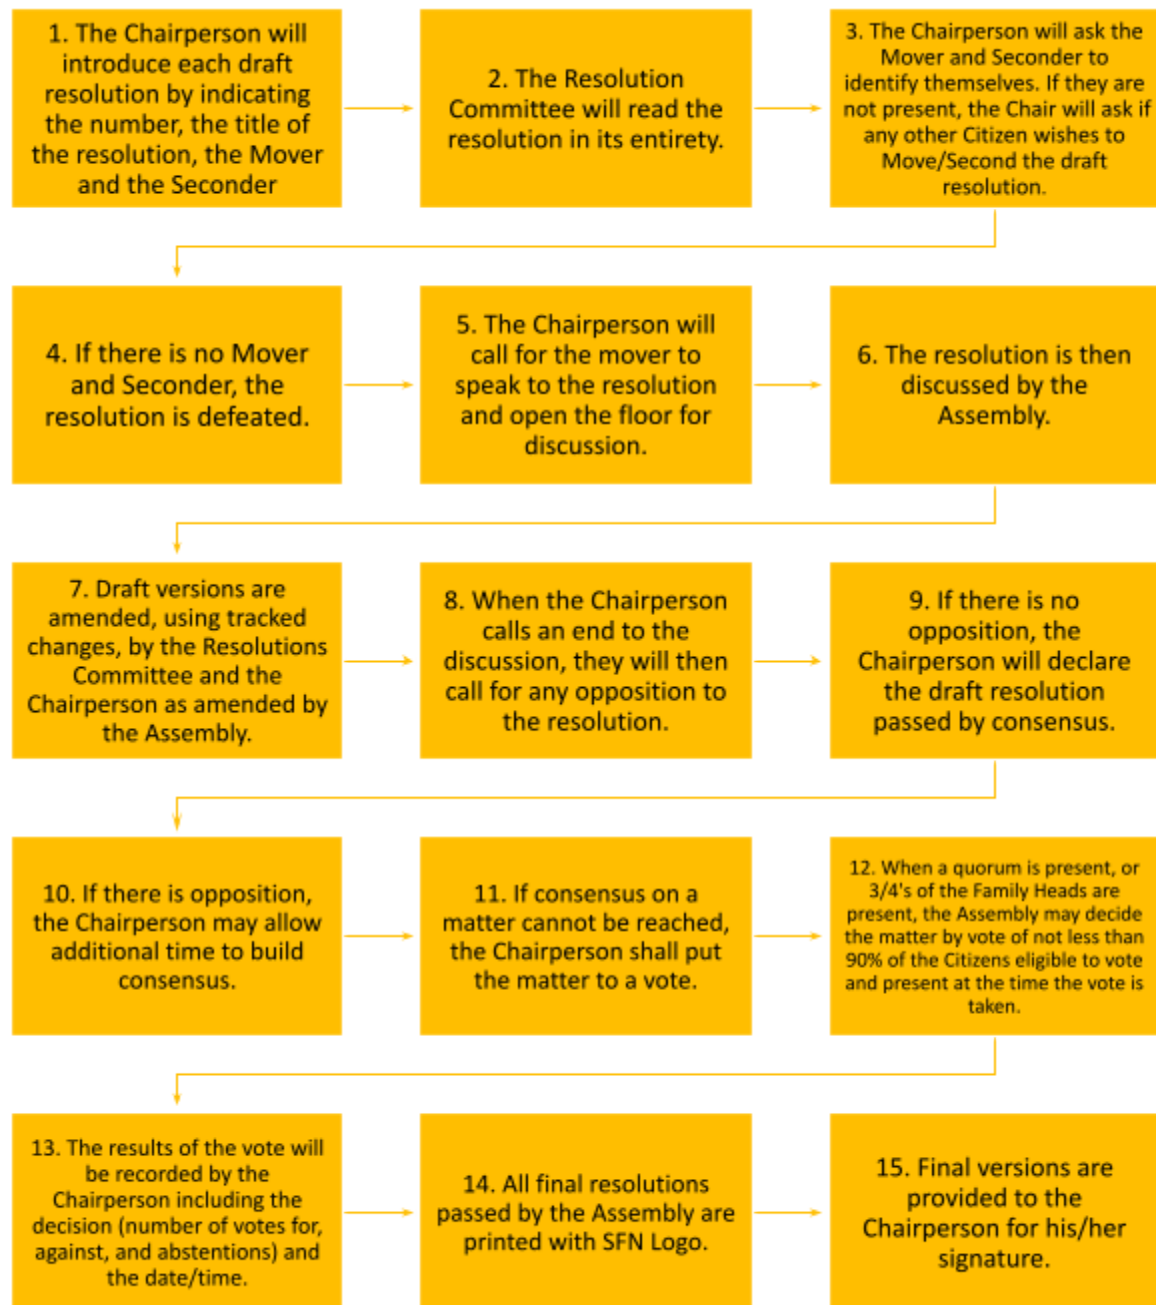 1. The Chairperson will
introduce each draft
resolution by indicating
the number, the title of
the resolution, the Mover
and the Seconder
2. The Resolution
Committee will read the
resolution in its entirety.
3. The Chairperson will ask the
Mover and Seconder to
identify themselves. If they are
not present, the Chair will ask if
any other Citizen wishes to
Move/Second the draft
resolution.
4. If there is no Mover
and Seconder, the
resolution is defeated.
5. The Chairperson will
call for the mover to
speak to the resolution
and open the floor for
discussion.
6. The resolution is then
discussed by the
Assembly.
7. Draft versions are
amended, using tracked
changes, by the Resolutions
Committee and the
Chairperson as amended by
the Assembly.
8. When the Chairperson
calls an end to the
discussion, they will then
call for any opposition to
the resolution.
9. If there is no
opposition, the
Chairperson will declare
the draft resolution
passed by consensus.
10. If there is opposition,
the Chairperson may allow
additional time to build
consensus.
11. If consensus on a
matter cannot be reached,
the Chairperson shall put
the matter to a vote.
12. When a quorum is present, or
3/4's of the Family Heads are
present, the Assembly may decide
the matter by vote of not less than
90% of the Citizens eligible to vote
and present at the time the vote is
taken.
13. The results of the vote will
be recorded by the
Chairperson including the
decision (number of votes for,
against, and abstentions) and
the date/time.
14. All final resolutions
passed by the Assembly are
printed with SFN Logo.
15. Final versions are
provided to the
Chairperson for his/her
signature.